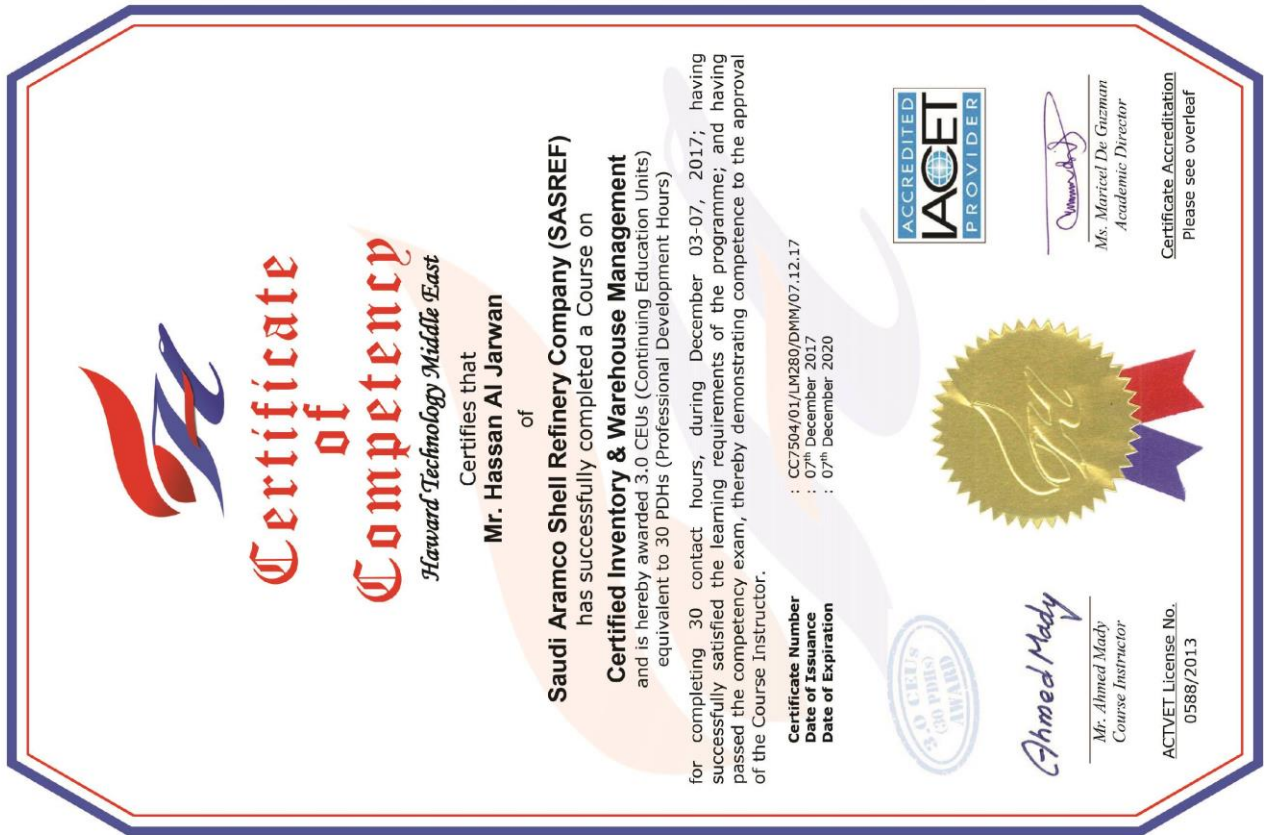 Certificate
of
Competency
Haward Technology Middle East
Certifies that
Mr. Hassan Al Jarwan
of
Saudi Aramco Shell Refinery Company (SASREF)
has successfully completed a Course on
Certified Inventory & Warehouse Management
and is hereby awarded 3.0 CEUs (Continuing Education Units)
equivalent to 30 PDHs (Professional Development Hours)
for completing 30 contact hours, during December 03-07, 2017; having
successfully satisfied the learning requirements of the programme; and having
passed the competency exam, thereby demonstrating competence to the approval
of the Course Instructor.
Certificate Number : CC7504/01/LM280/DMM/07.12.17
Date of Issuance : 07th December 2017
Date of Expiration : 07th December 2020
3.0 CEUs
(30 PDHs)
AWARD
ACCREDITED
IACET
PROVIDER
Ahmed Mady
Mr. Ahmed Mady
Course Instructor
Ms. Maricel De Guzman
Academic Director
ACTVET License No.
0588/2013
Certificate Accreditation
Please see overleaf